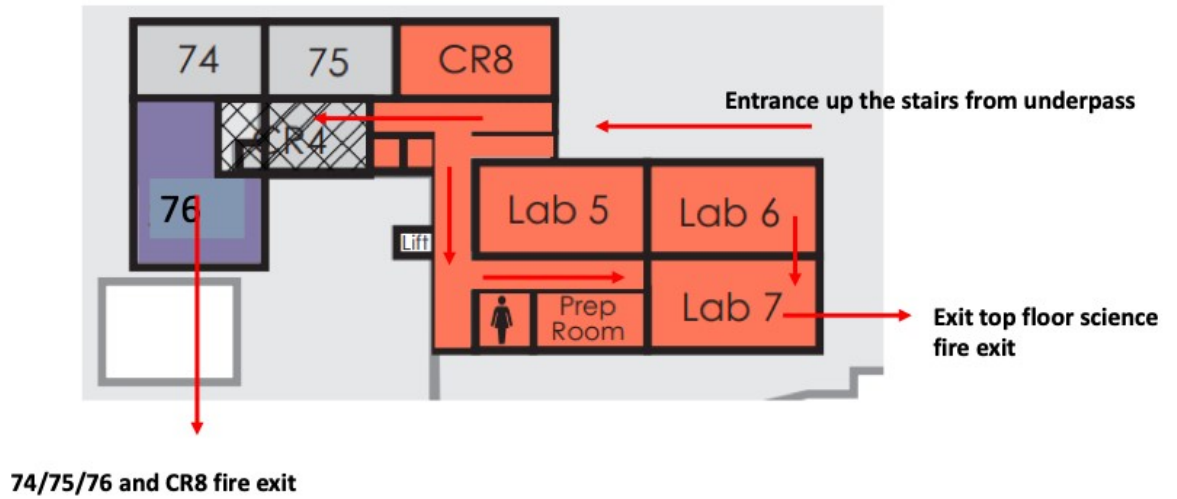 74
75
CR8
Entrance up the stairs from underpass
CR4
76
Lab 5
Lab 6
Lift
Prep
Room
Lab 7
Exit top floor science
fire exit
74/75/76 and CR8 fire exit